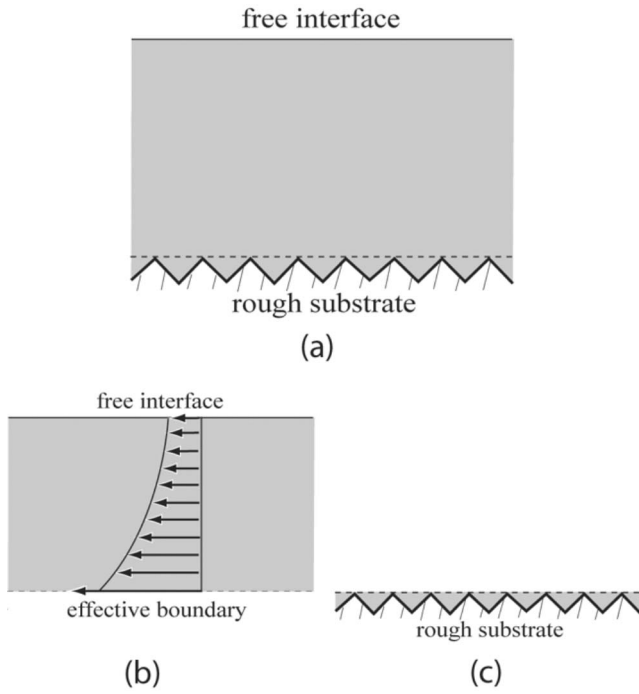 free interface
rough substrate
(a)
free interface
effective boundary
rough substrate
(b)
(c)